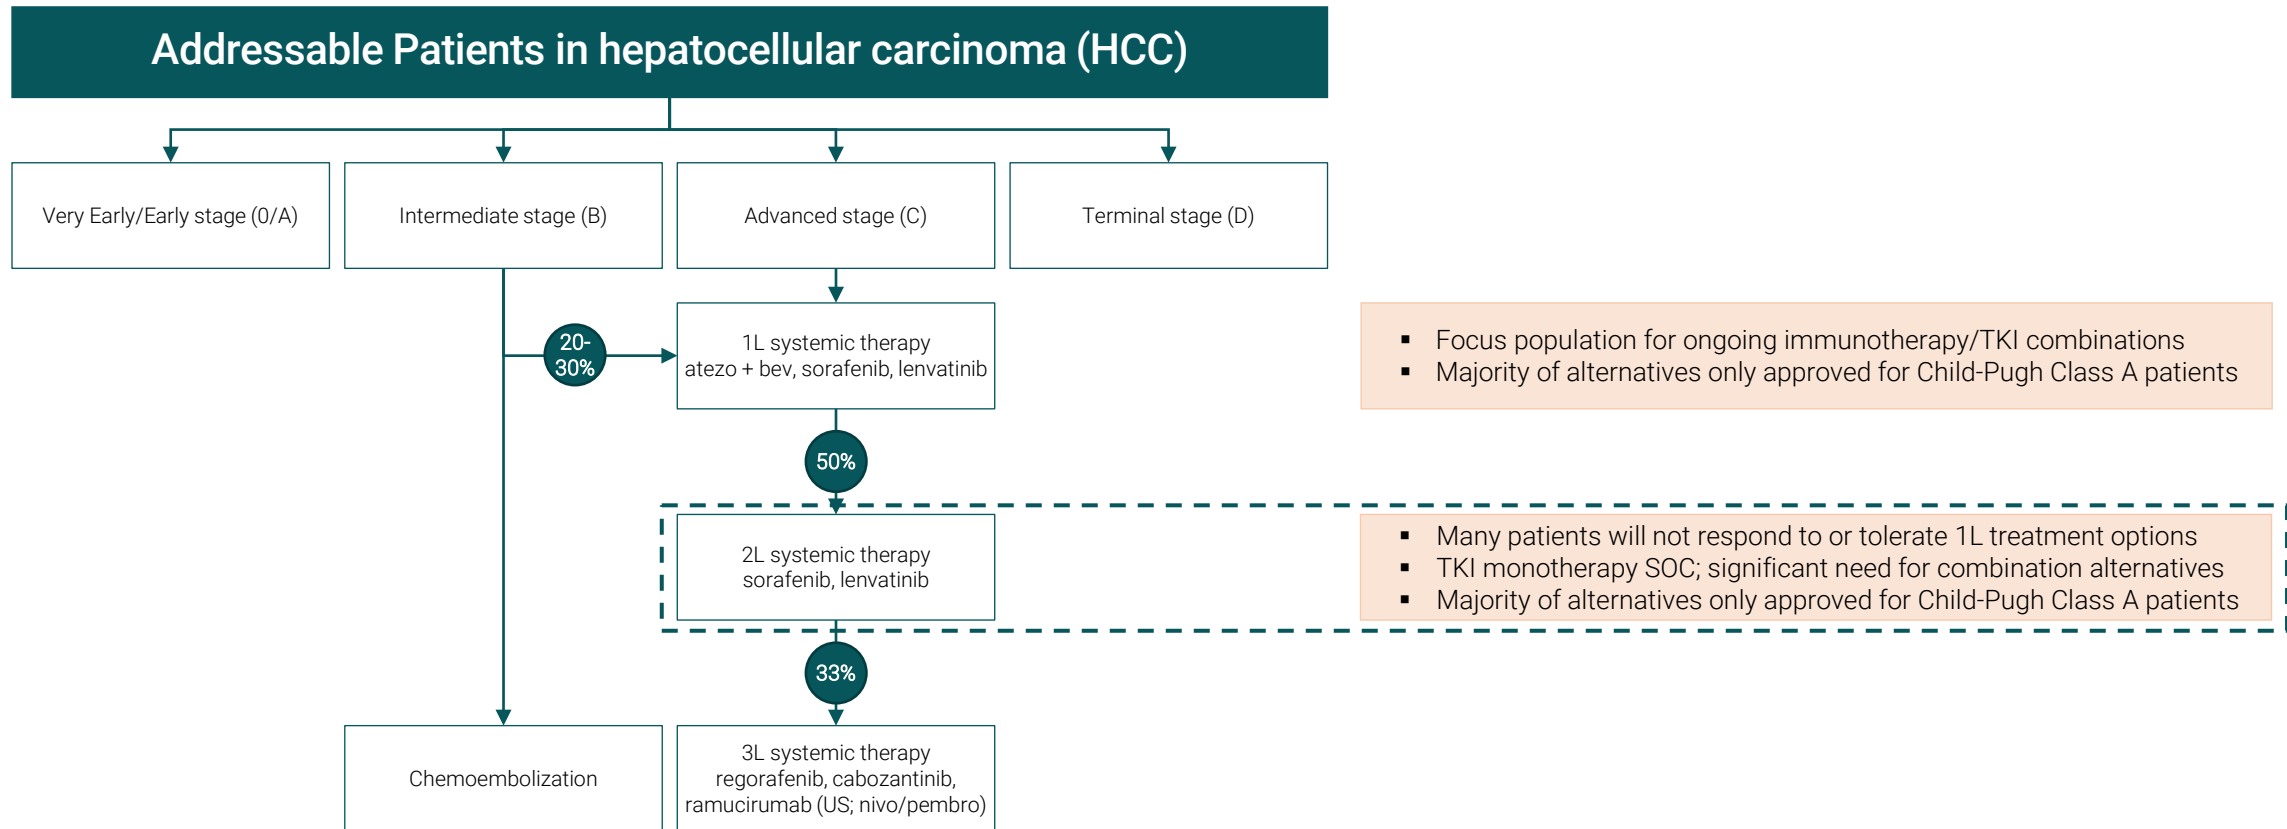 Addressable Patients in hepatocellular carcinoma (HCC)
Very Early/Early stage (0/A)
Intermediate stage (B)
Advanced stage (C)
Terminal stage (D)
20-
30%
1L systemic therapy
atezo + bev, sorafenib, lenvatinib
▪ Focus population for ongoing immunotherapy/TKI combinations
▪ Majority of alternatives only approved for Child-Pugh Class A patients
50%
2L systemic therapy
sorafenib, lenvatinib
▪ Many patients will not respond to or tolerate 1L treatment options
▪ TKI monotherapy SOC; significant need for combination alternatives
▪ Majority of alternatives only approved for Child-Pugh Class A patients
33%
Chemoembolization
3L systemic therapy
regorafenib, cabozantinib,
ramucirumab (US; nivo/pembro)